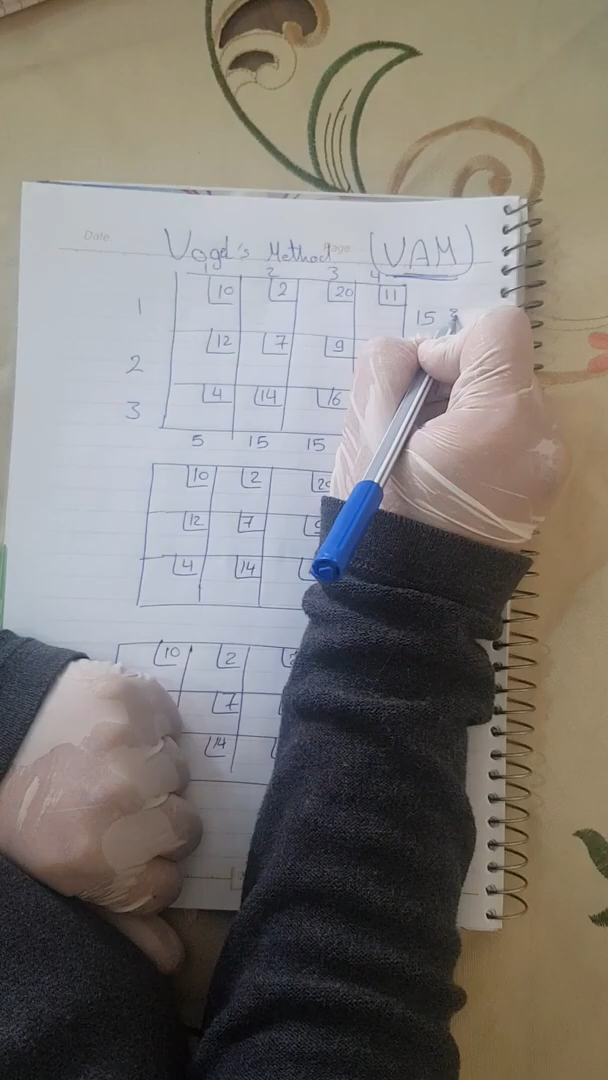 Date
Page
Vogel's Method (VAM)
1 2 3 4
1 10 2 20 11 15
2 12 7 9
3 4 14 16
5 15 15
10 2
12 7
4 14
10 2
7
14